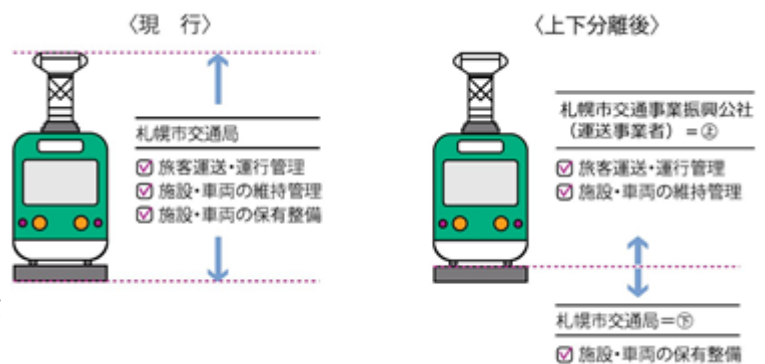 〈現　行〉
札幌市交通局
旅客運送・運行管理
施設・車両の維持管理
施設・車両の保有整備
〈上下分離後〉
札幌市交通事業振興公社
（運送事業者）＝㊤
旅客運送・運行管理
施設・車両の維持管理
札幌市交通局＝㊦
施設・車両の保有整備